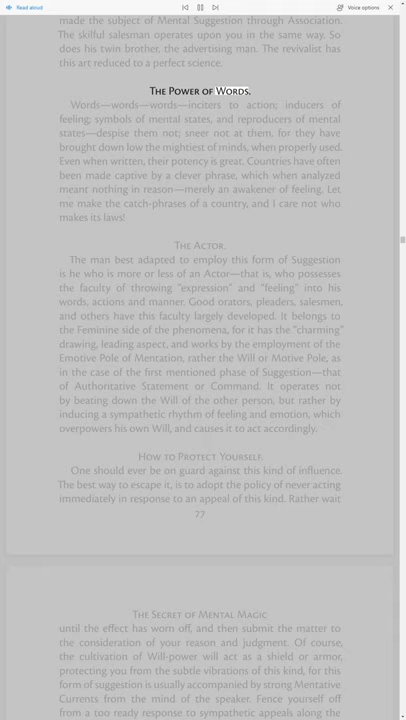 Read aloud
Voice options
made the subject of Mental Suggestion through Association.
The skilful salesman operates upon you in the same way. So
does his twin brother, the advertising man. The revivalist has
this art reduced to a perfect science.
The Power of Words.
Words—words—words—inciters to action; inducers of
feeling; symbols of mental states, and reproducers of mental
states—despise them not; sneer not at them, for they have
brought down low the mightiest of minds, when properly used.
Even when written, their potency is great. Countries have often
been made captive by a clever phrase, which when analyzed
meant nothing in reason—merely an awakener of feeling. Let
me make the catch-phrases of a country, and I care not who
makes its laws!
The Actor.
The man best adapted to employ this form of Suggestion
is he who is more or less of an Actor—that is, who possesses
the faculty of throwing "expression" and "feeling" into his
words, actions and manner. Good orators, pleaders, salesmen,
and others have this faculty largely developed. It belongs to
the Feminine side of the phenomena, for it has the "charming"
drawing, leading aspect, and works by the employment of the
Emotive Pole of Mentation, rather the Will or Motive Pole, as
in the case of the first mentioned phase of Suggestion—that
of Authoritative Statement or Command. It operates not
by beating down the Will of the other person, but rather by
inducing a sympathetic rhythm of feeling and emotion, which
overpowers his own Will, and causes it to act accordingly.
How to Protect Yourself.
One should ever be on guard against this kind of influence.
The best way to escape it, is to adopt the policy of never acting
immediately in response to an appeal of this kind. Rather wait
77
The Secret of Mental Magic
until the effect has worn off, and then submit the matter to
the consideration of your reason and judgment. Of course,
the cultivation of Will-power will act as a shield or armor,
protecting you from the subtle vibrations of this kind, for this
form of suggestion is usually accompanied by strong Mentative
Currents from the mind of the speaker. Fence yourself off
from a too ready response to sympathetic appeals along the